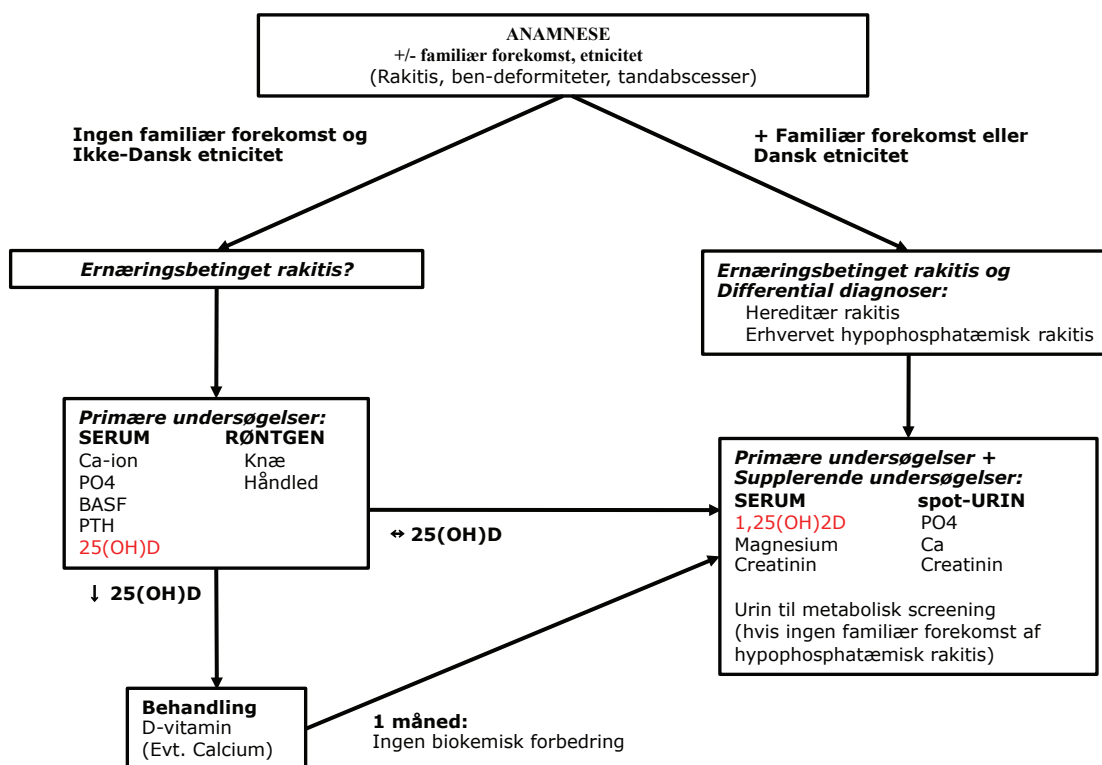 ANAMNESE
+/- familiær forekomst, etnicitet
(Rakitis, ben-deformiteter, tandabscesser)
Ingen familiær forekomst og
Ikke-Dansk etnicitet
+ Familiær forekomst eller
Dansk etnicitet
Ernæringsbetinget rakitis?
Ernæringsbetinget rakitis og
Differential diagnoser:
Hereditær rakitis
Erhvervet hypophosphatæmisk rakitis
Primære undersøgelser:
SERUM RØNTGEN
Ca-ion Knæ
PO4 Håndled
BASF
PTH
25(OH)D
↔ 25(OH)D
↓ 25(OH)D
Primære undersøgelser +
Supplerende undersøgelser:
SERUM spot-URIN
1,25(OH)2D PO4
Magnesium Ca
Creatinin Creatinin
Urin til metabolisk screening
(hvis ingen familiær forekomst af
hypophosphatæmisk rakitis)
Behandling
D-vitamin
(Evt. Calcium)
1 måned:
Ingen biokemisk forbedring